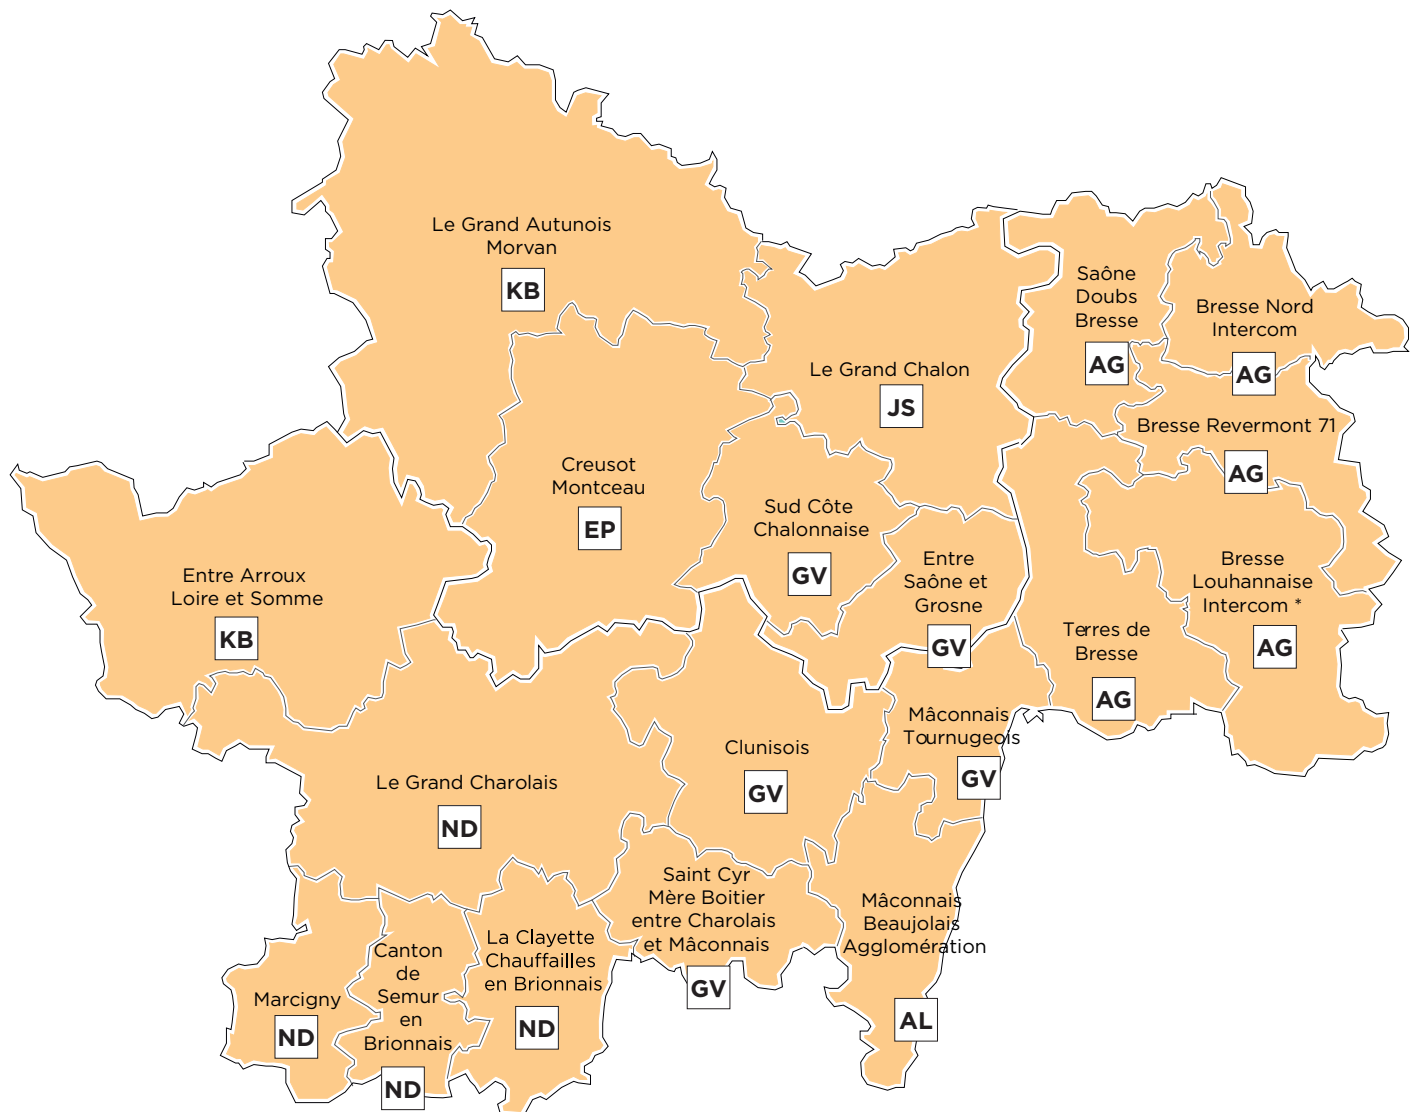 Le Grand Autunois
Morvan
KB
Saône
Doubs
Bresse
AG
Bresse Nord
Intercom
AG
Le Grand Chalon
JS
Bresse Revermont 71
AG
Creusot
Montceau
EP
Sud Côte
Chalonnaise
GV
Entre
Saône et
Grosne
GV
Bresse
Louhannaise
Intercom *
AG
Entre Arroux
Loire et Somme
KB
Terres de
Bresse
AG
Mâconnais
Tournugeois
GV
Clunisois
GV
Le Grand Charolais
ND
Saint Cyr
Mère Boitier
entre Charolais
et Mâconnais
GV
Mâconnais
Beaujolais
Agglomération
AL
La Clayette
Chauffailles
en Brionnais
ND
Canton
de
Semur
en
Brionnais
ND
Marcigny
ND